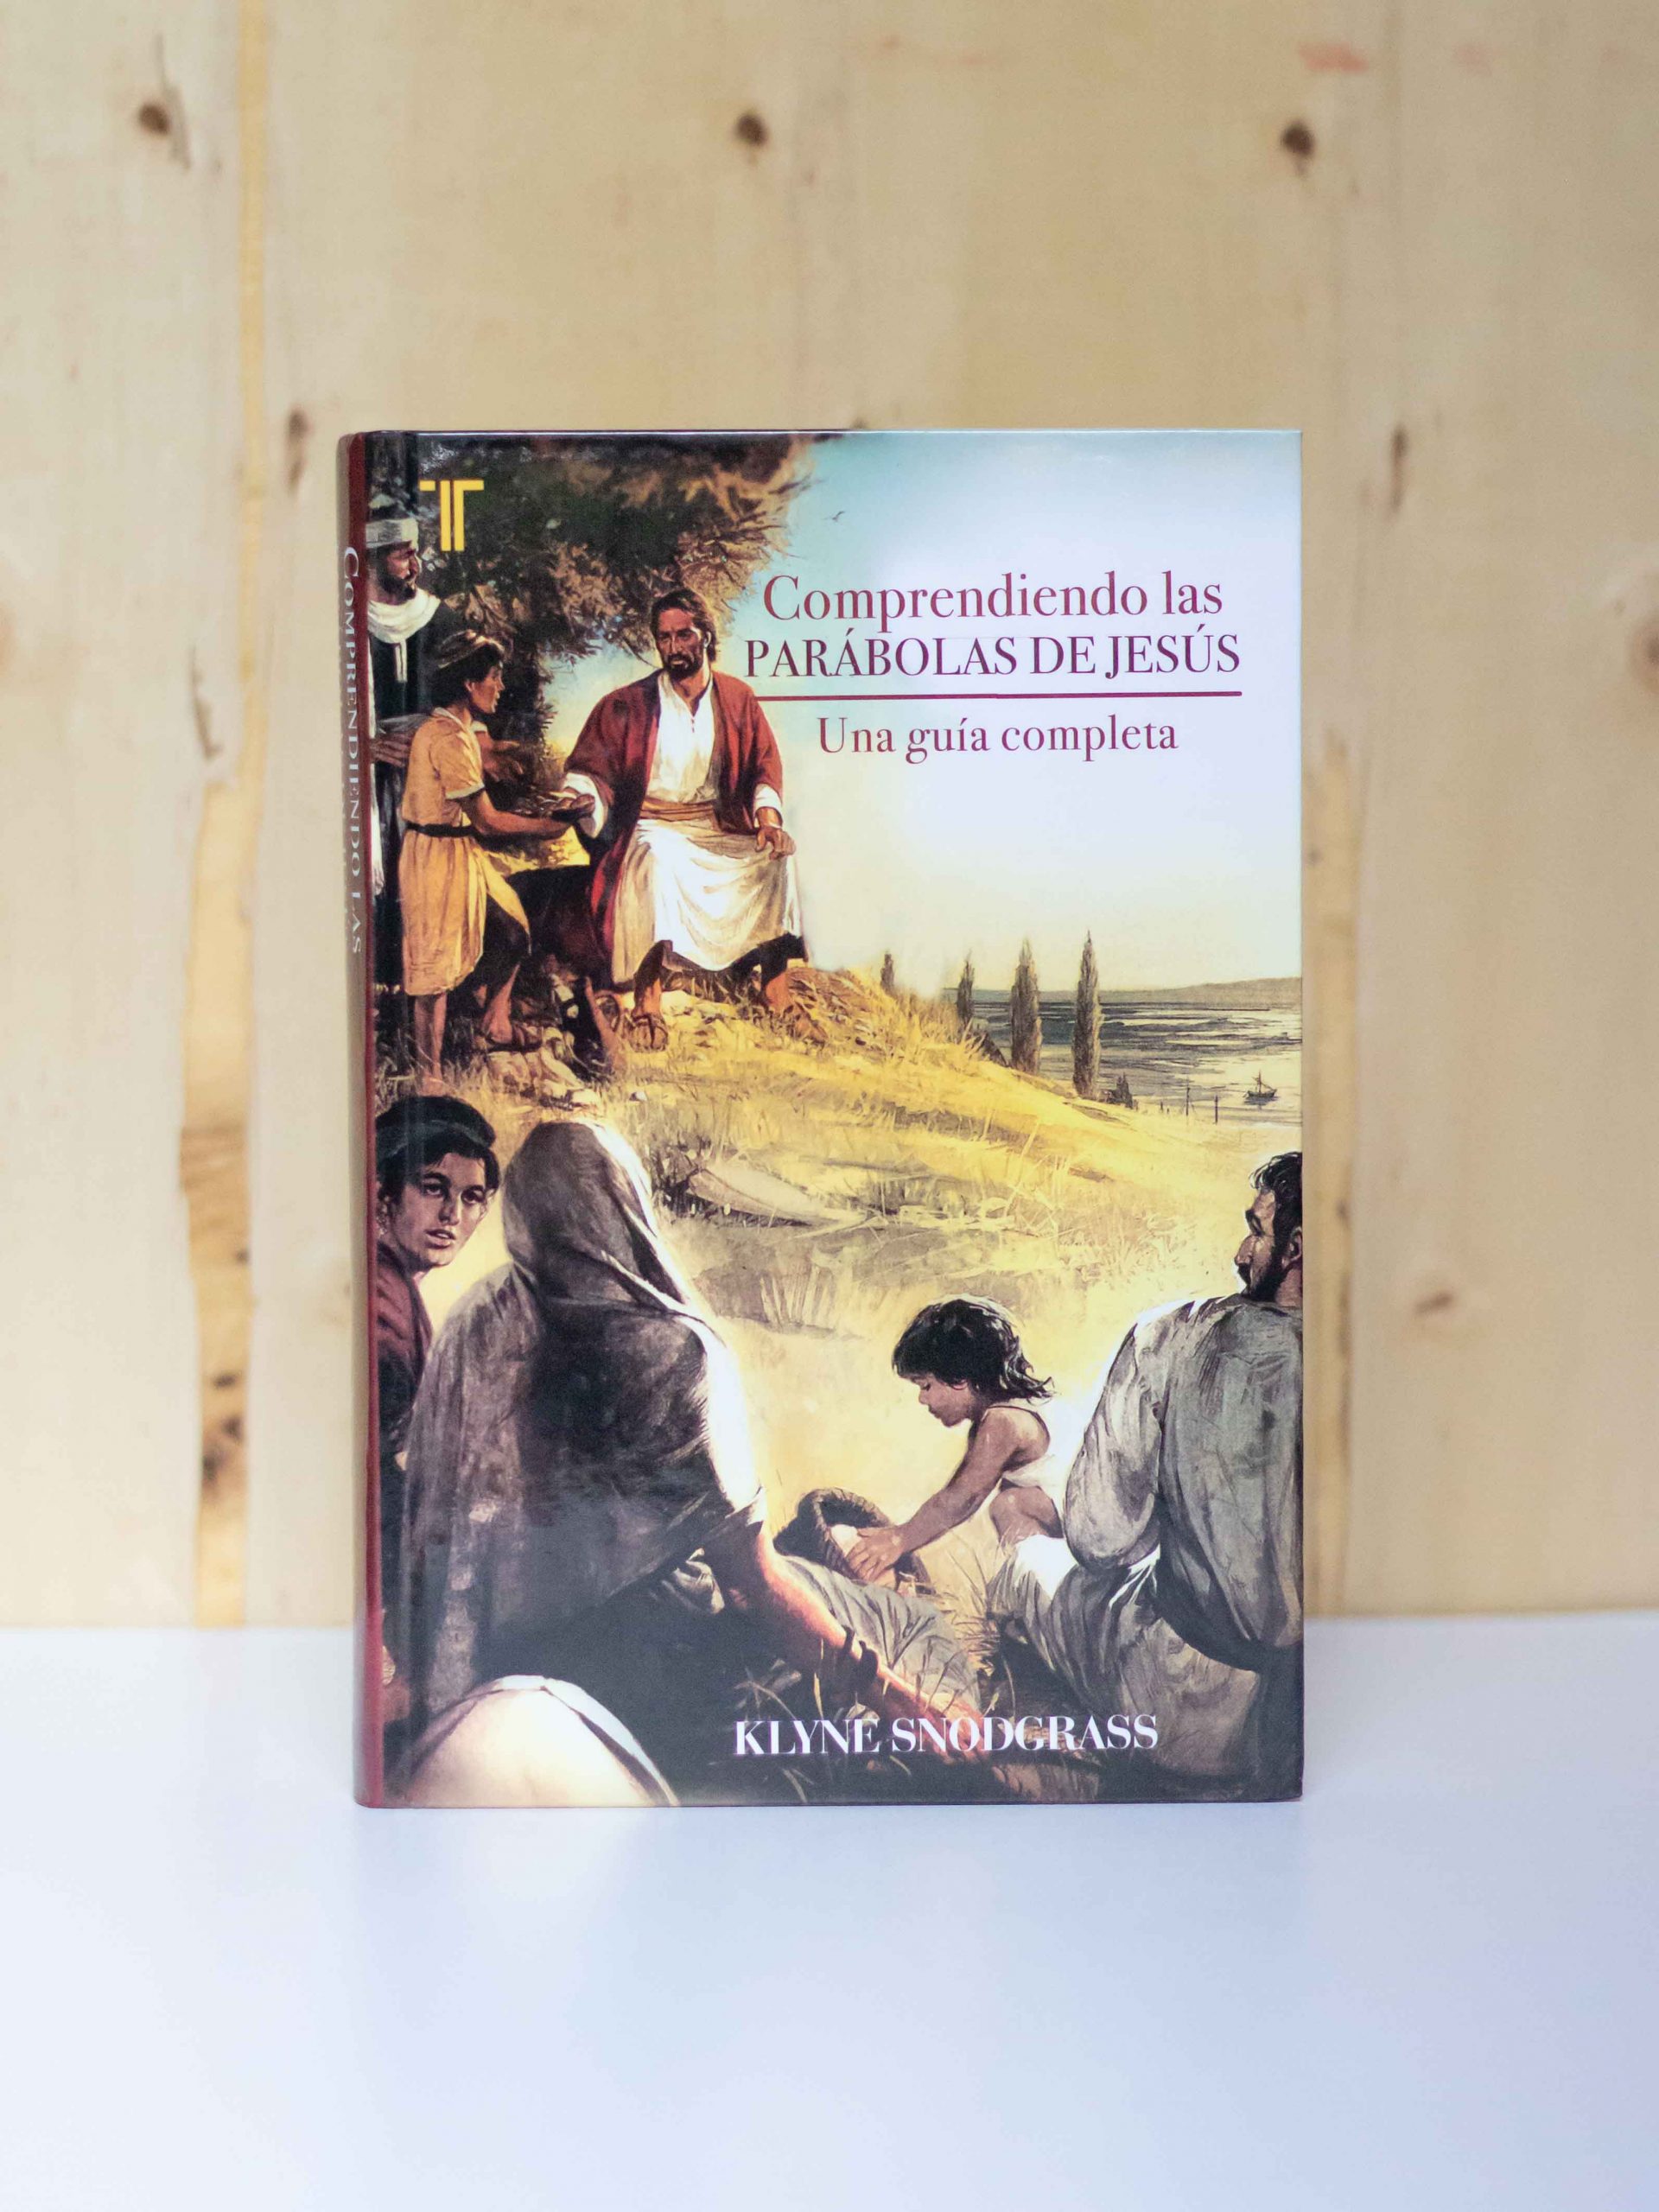 Comprendiendo las
PARÁBOLAS DE JESÚS
Una guía completa
KLYNE SNODGRASS
COMPRENDIENDO LAS